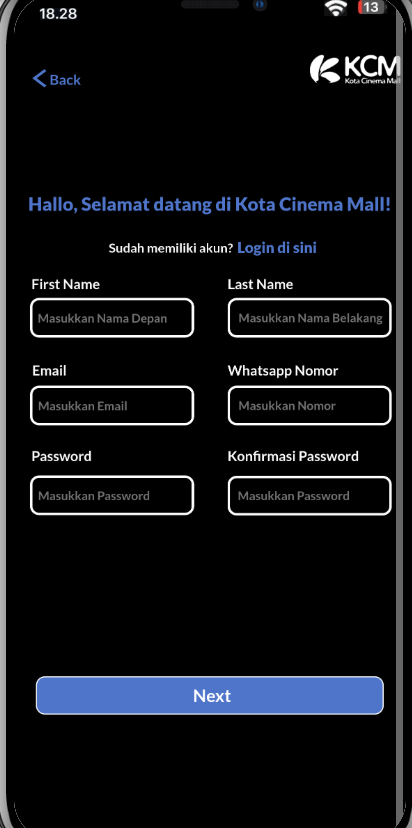 18.28
13
Back
KCM
Kota Cinema Mall
Hallo, Selamat datang di Kota Cinema Mall!
Sudah memiliki akun? Login di sini
First Name
Last Name
Masukkan Nama Depan
Masukkan Nama Belakang
Email
Whatsapp Nomor
Masukkan Email
Masukkan Nomor
Password
Konfirmasi Password
Masukkan Password
Masukkan Password
Next